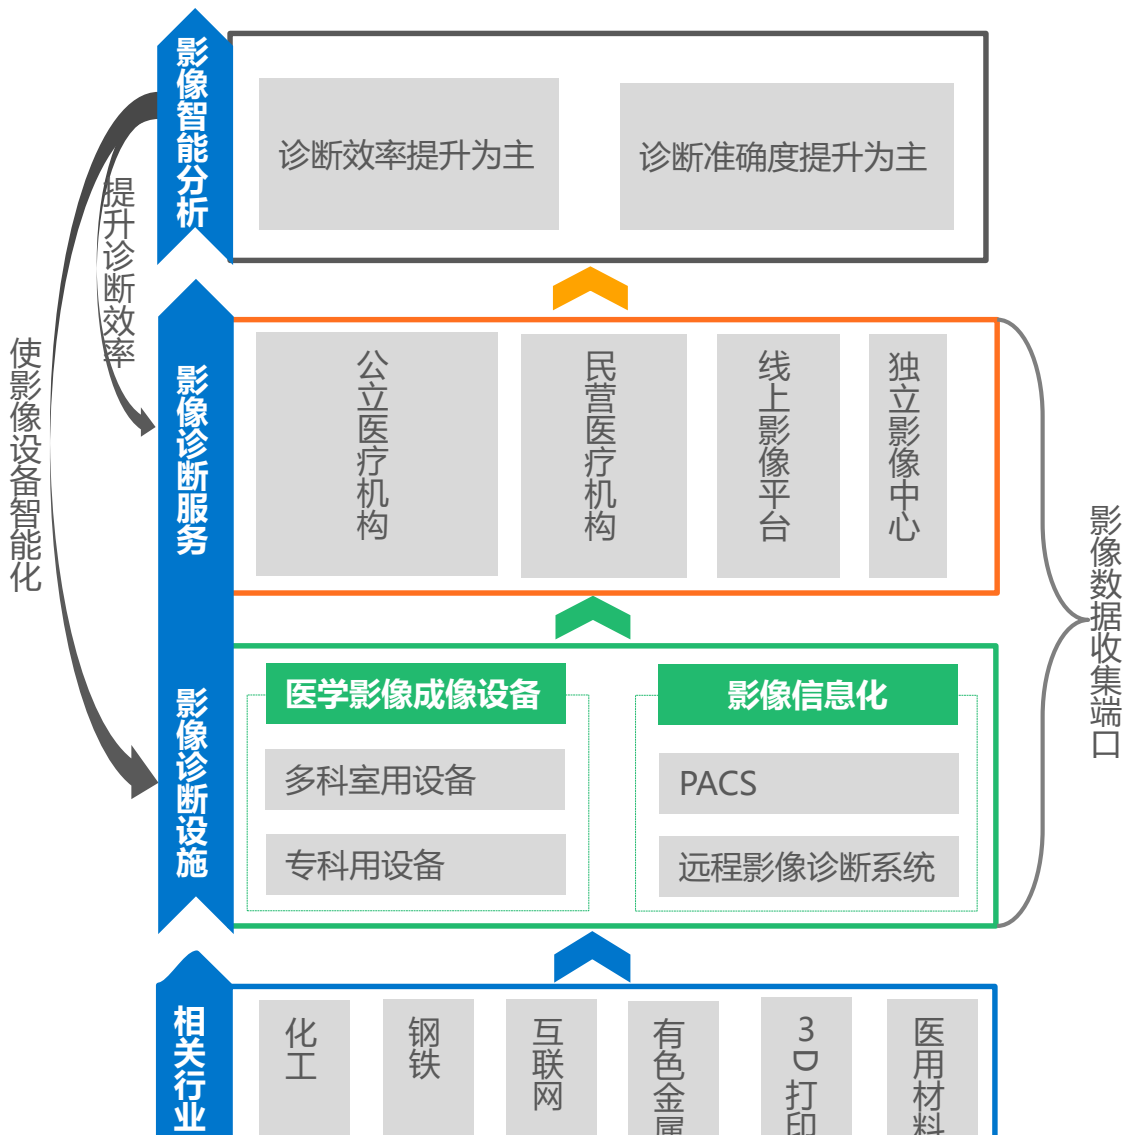 影像智能分析
诊断效率提升为主
诊断准确度提升为主
提升诊断效率
使影像设备智能化
影像诊断服务
公立医疗机构
民营医疗机构
线上影像平台
独立影像中心
影像数据收集端口
影像诊断设施
医学影像成像设备
多科室用设备
专科用设备
影像信息化
PACS
远程影像诊断系统
相关行业
化工
钢铁
互联网
有色金属
3D打印
医用材料